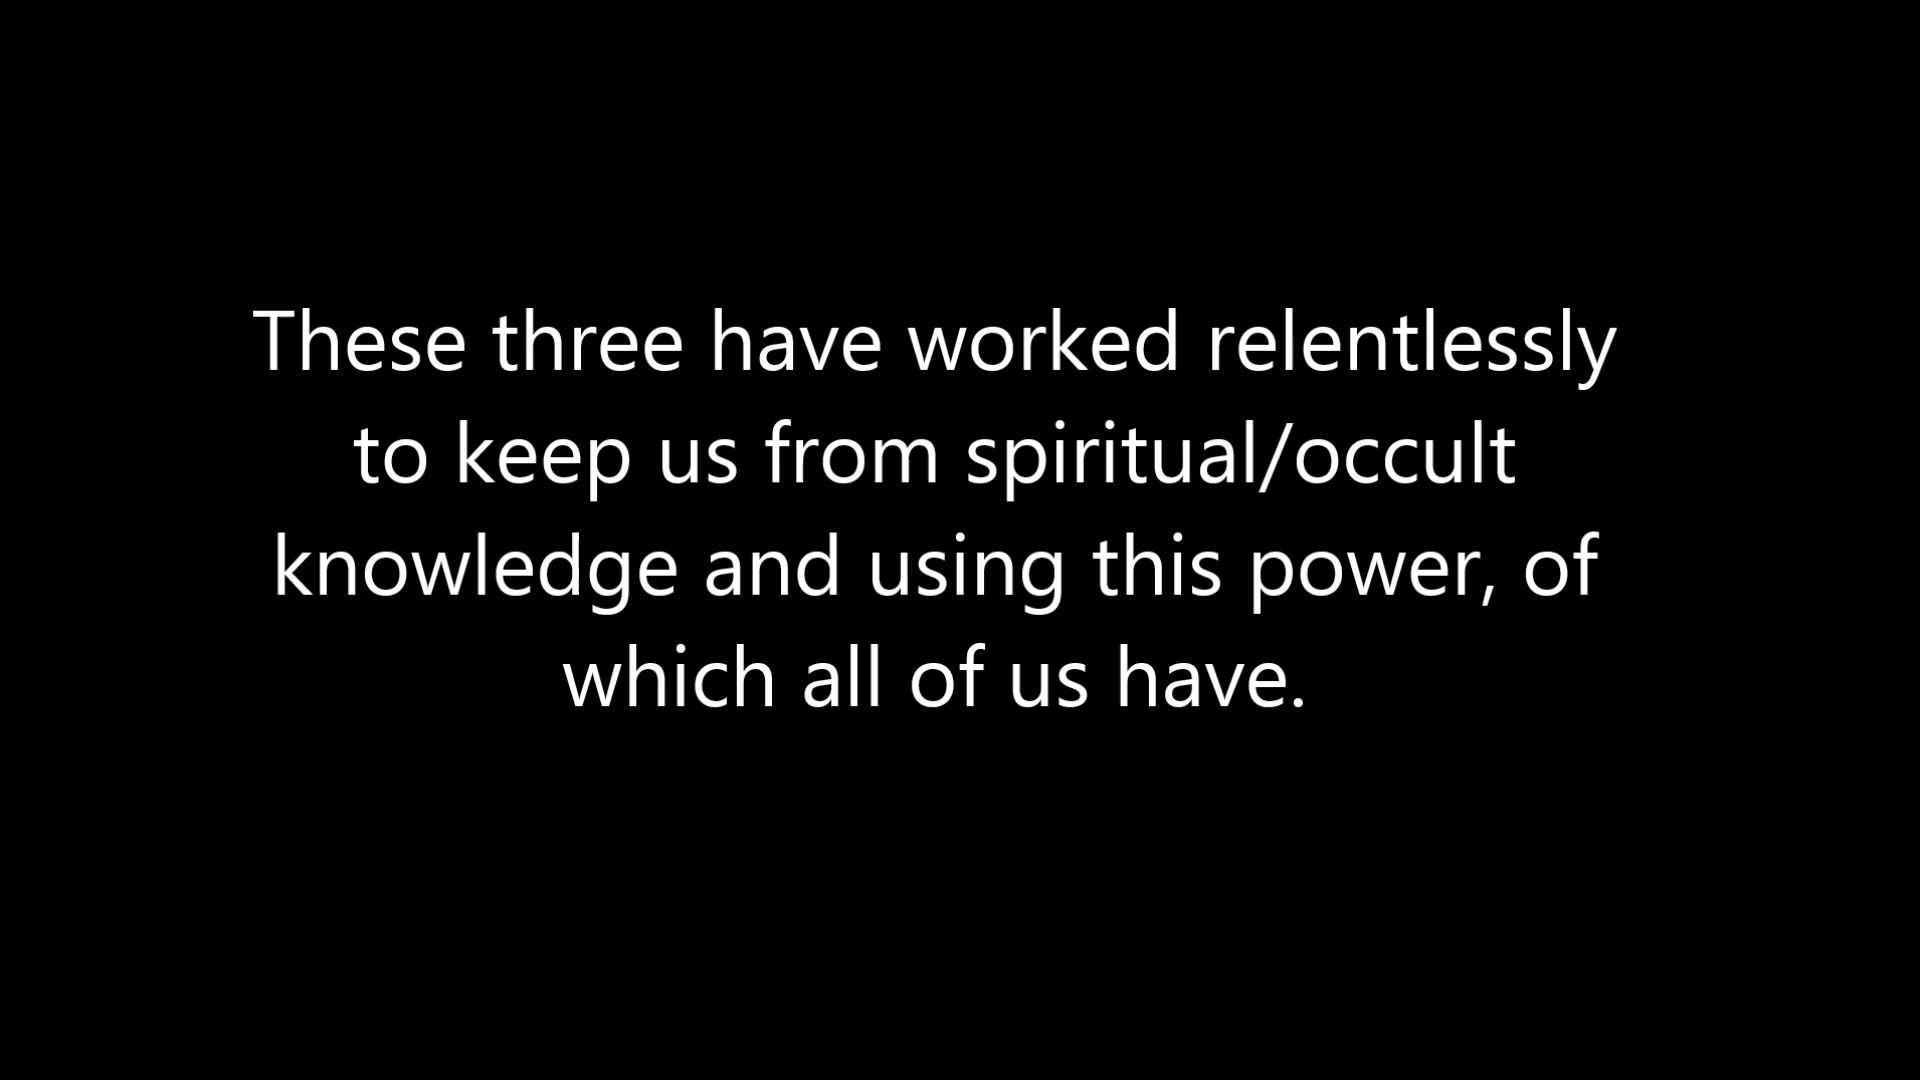 These three have worked relentlessly
to keep us from spiritual/occult
knowledge and using this power, of
which all of us have.